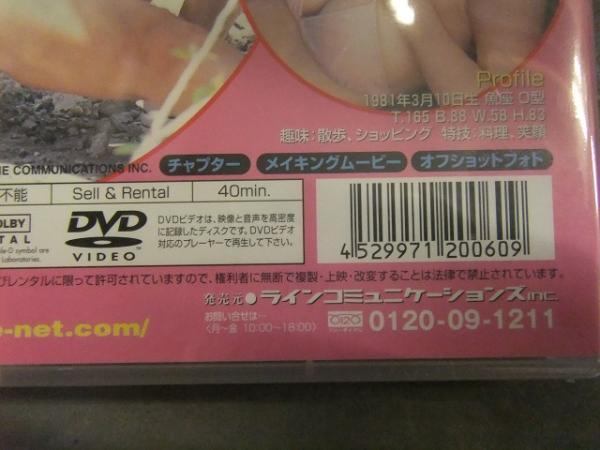 Profile
1981年3月10日生 魚座 O型
T.165 B.88 W.58 H.83
趣味:散歩、ショッピング 特技:料理、笑顔
NE COMMUNICATIONS INC. チャプター メイキングムービー オフショットフォト
不能 Sell & Rental 40min.
DOLBY
ITAL
Laboratories.
DVD
VIDEO
DVDビデオは、映像と音声を高密度
に記録したディスクです。DVDビデオ
対応のプレーヤーで再生して下さい。
4 529971 200609
びレンタルに限って許可されていますので、権利者に無断で複製・上映・改変することは法律で禁止されています。
発売元●ラインコミュニケーションズinc.
e-net.com/
お問い合せは…
<月〜金 10:00〜18:00>
0120-09-1211